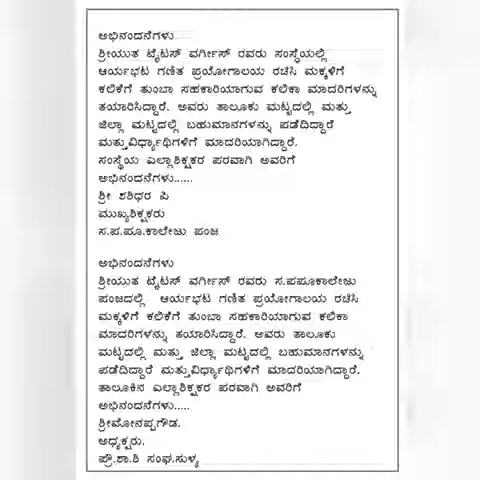 ಅಭಿನಂದನೆಗಳು
ಶ್ರೀಯುತ ಟೈಟಸ್ ವರ್ಗೀಸ್ ರವರು ಸಂಸ್ಥೆಯಲ್ಲಿ
ಆರ್ಯಭಟ ಗಣಿತ ಪ್ರಯೋಗಾಲಯ ರಚಿಸಿ ಮಕ್ಕಳಿಗೆ
ಕಲಿಕೆಗೆ ತುಂಬಾ ಸಹಕಾರಿಯಾಗುವ ಕಲಿಕಾ ಮಾದರಿಗಳನ್ನು
ತಯಾರಿಸಿದ್ದಾರೆ. ಅವರು ತಾಲೂಕು ಮಟ್ಟದಲ್ಲಿ ಮತ್ತು
ಜಿಲ್ಲಾ ಮಟ್ಟದಲ್ಲಿ ಬಹುಮಾನಗಳನ್ನು ಪಡೆದಿದ್ದಾರೆ
ಮತ್ತುವಿಧ್ಯಾರ್ಥಿಗಳಿಗೆ ಮಾದರಿಯಾಗಿದ್ದಾರೆ.
ಸಂಸ್ಥೆಯ ಎಲ್ಲಾಶಿಕ್ಷಕರ ಪರವಾಗಿ ಅವರಿಗೆ
ಅಭಿನಂದನೆಗಳು......
ಶ್ರೀ ಶಶಿಧರ ಪಿ
ಮುಖ್ಯಶಿಕ್ಷಕರು
ಸ.ಪ.ಪೂ.ಕಾಲೇಜು ಪಂಜ
ಅಭಿನಂದನೆಗಳು
ಶ್ರೀಯುತ ಟೈಟಸ್ ವರ್ಗೀಸ್ ರವರು ಸ.ಪಪೂಕಾಲೇಜು
ಪಂಜದಲ್ಲಿ ಆರ್ಯಭಟ ಗಣಿತ ಪ್ರಯೋಗಾಲಯ ರಚಿಸಿ
ಮಕ್ಕಳಿಗೆ ಕಲಿಕೆಗೆ ತುಂಬಾ ಸಹಕಾರಿಯಾಗುವ ಕಲಿಕಾ
ಮಾದರಿಗಳನ್ನು ತಯಾರಿಸಿದ್ದಾರೆ. ಅವರು ತಾಲೂಕು
ಮಟ್ಟದಲ್ಲಿ ಮತ್ತು ಜಿಲ್ಲಾ ಮಟ್ಟದಲ್ಲಿ ಬಹುಮಾನಗಳನ್ನು
ಪಡೆದಿದ್ದಾರೆ ಮತ್ತುವಿಧ್ಯಾರ್ಥಿಗಳಿಗೆ ಮಾದರಿಯಾಗಿದ್ದಾರೆ.
ತಾಲೂಕಿನ ಎಲ್ಲಾಶಿಕ್ಷಕರ ಪರವಾಗಿ ಅವರಿಗೆ
ಅಭಿನಂದನೆಗಳು.....
ಶ್ರೀಮೋನಪ್ಪಗೌಡ.
ಅಧ್ಯಕ್ಷರು.
ಪ್ರೌ.ಶಾ.ಶಿ ಸಂಘ.ಸುಳ್ಯ